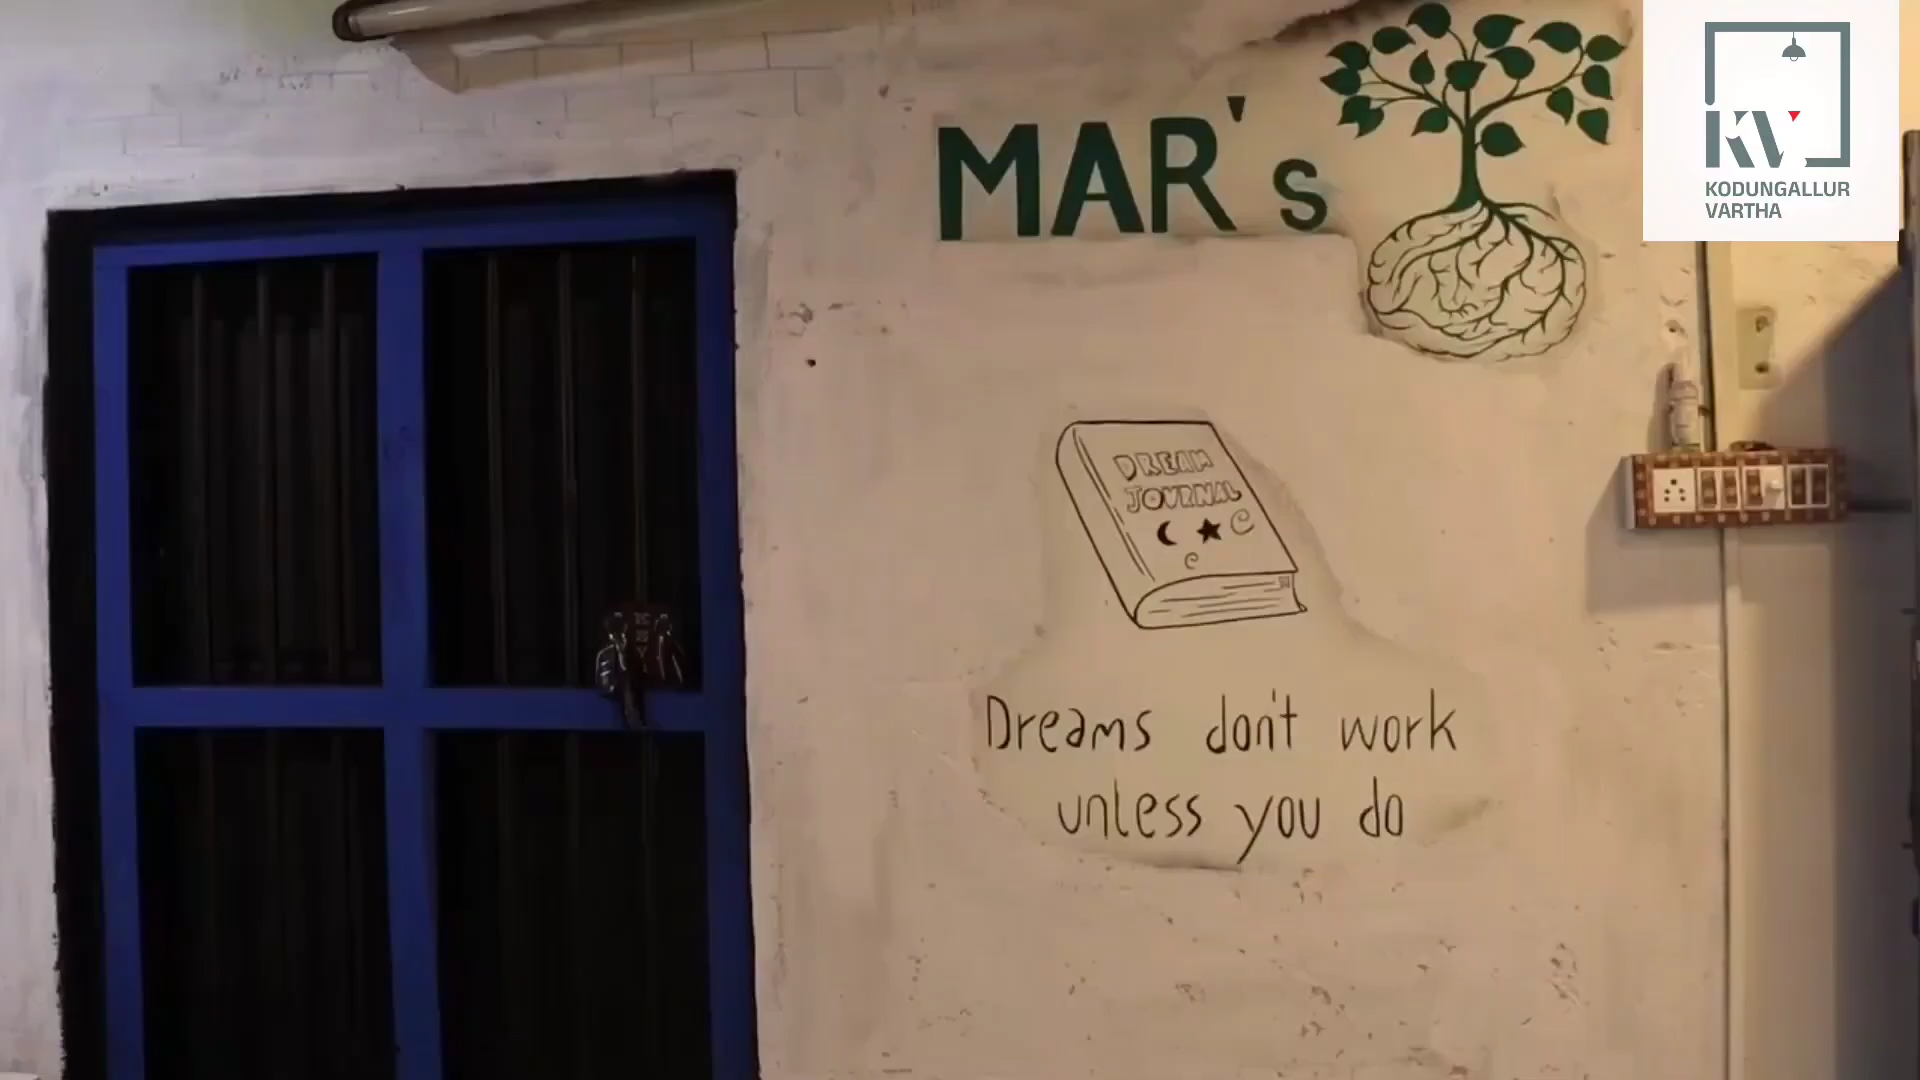 MAR's
DREAM
JOURNAL
Dreams don't work
unless you do
KV
KODUNGALLUR
VARTHA